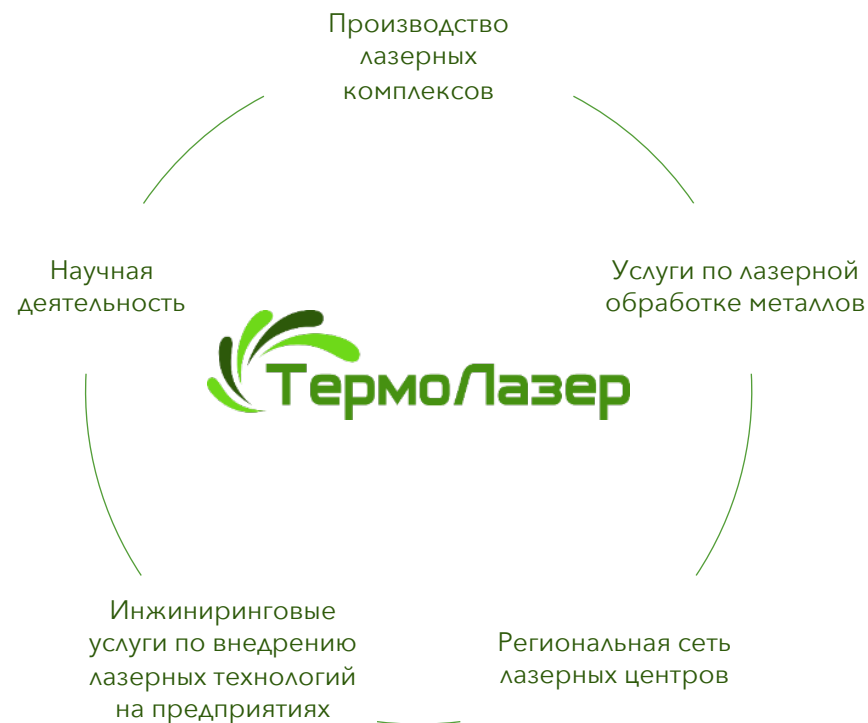 Производство
лазерных
комплексов
Научная
деятельность
Услуги по лазерной
обработке металлов
ТермоЛазер
Инжиниринговые
услуги по внедрению
лазерных технологий
на предприятиях
Региональная сеть
лазерных центров